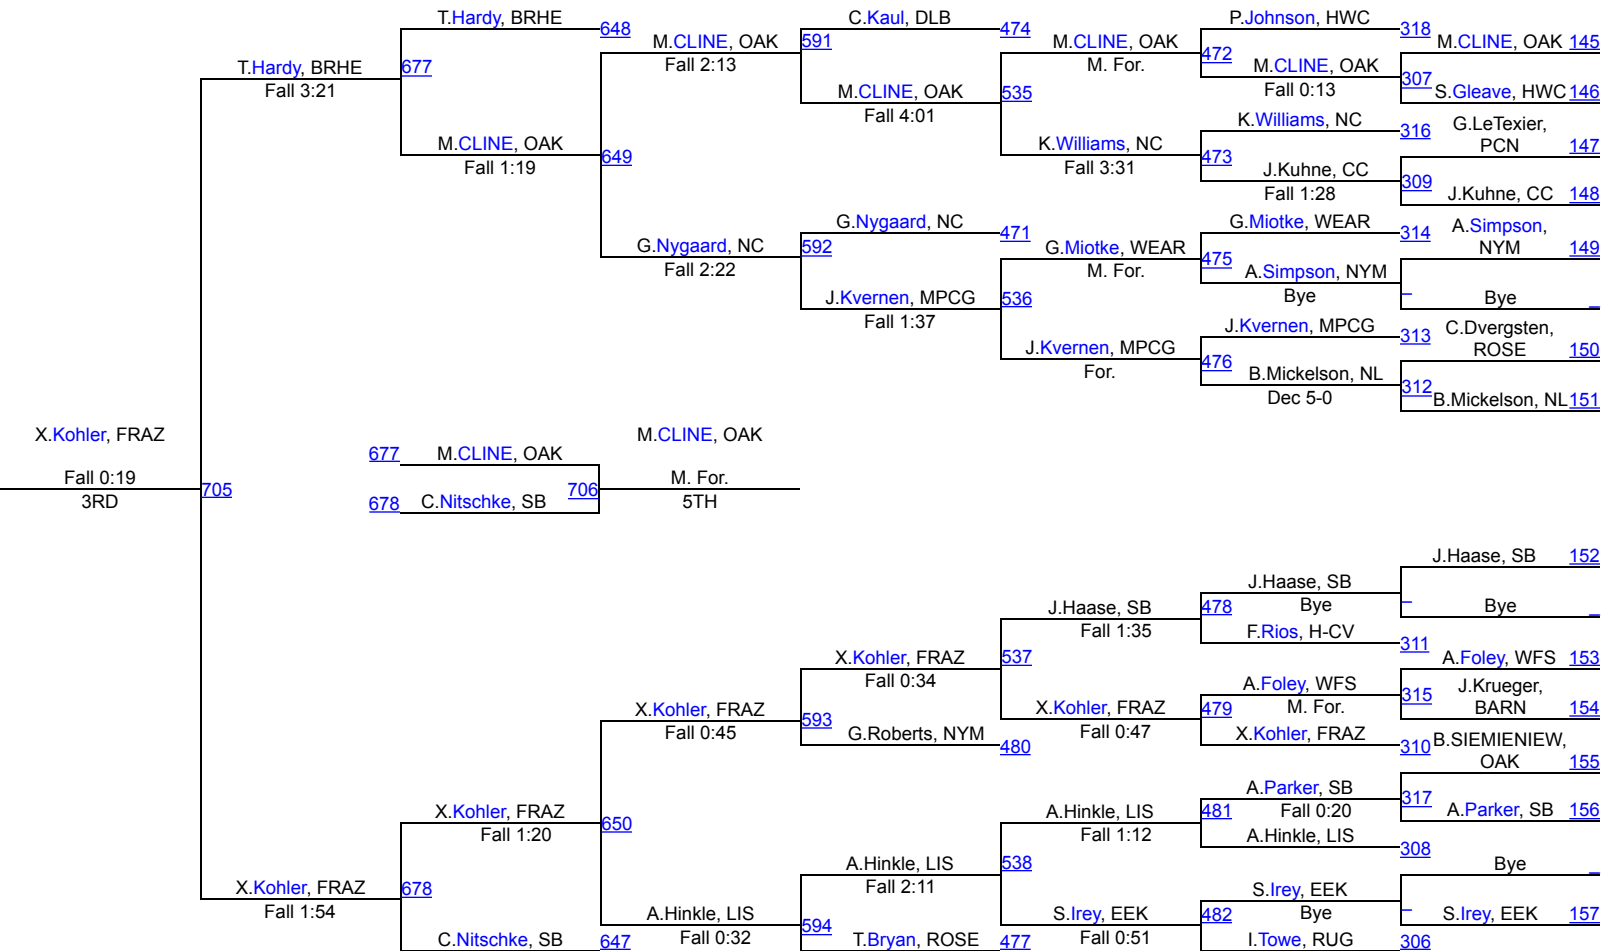 T.Hardy, BRHE
648
C.Kaul, DLB
474
P.Johnson, HWC
318
M.CLINE, OAK
591
M.CLINE, OAK
472
M.CLINE, OAK 145
Fall 2:13
M. For.
T.Hardy, BRHE
677
M.CLINE, OAK
307
Fall 3:21
Fall 0:13
M.CLINE, OAK
535
S.Gleave, HWC 146
Fall 4:01
K.Williams, NC
316
G.LeTexier,
PCN 147
M.CLINE, OAK
649
K.Williams, NC
473
Fall 1:19
Fall 3:31
J.Kuhne, CC
309
Fall 1:28
J.Kuhne, CC 148
G.Nygaard, NC
471
G.Miotke, WEAR
314
A.Simpson,
NYM 149
G.Nygaard, NC
592
G.Miotke, WEAR
475
Fall 2:22
M. For.
A.Simpson, NYM
Bye
–
Bye _
J.Kvernen, MPCG
536
Fall 1:37
J.Kvernen, MPCG
313
C.Dvergsten,
ROSE 150
J.Kvernen, MPCG
476
For.
B.Mickelson, NL
312
Dec 5-0
B.Mickelson, NL 151
X.Kohler, FRAZ
M.CLINE, OAK
677
M.CLINE, OAK
Fall 0:19
705
706
M. For.
3RD
678
C.Nitschke, SB
5TH
J.Haase, SB 152
J.Haase, SB
Bye
–
Bye _
J.Haase, SB
478
Fall 1:35
F.Rios, H-CV
311
X.Kohler, FRAZ
537
A.Foley, WFS 153
Fall 0:34
A.Foley, WFS
315
J.Krueger,
BARN 154
M. For.
X.Kohler, FRAZ
593
X.Kohler, FRAZ
479
Fall 0:45
Fall 0:47
G.Roberts, NYM
480
X.Kohler, FRAZ
310
B.SIEMIENIEW,
OAK 155
A.Parker, SB
317
Fall 0:20
A.Parker, SB 156
X.Kohler, FRAZ
650
A.Hinkle, LIS
481
Fall 1:20
Fall 1:12
A.Hinkle, LIS
308
A.Hinkle, LIS
538
Bye _
Fall 2:11
X.Kohler, FRAZ
678
S.Irey, EEK
Fall 1:54
Bye
–
A.Hinkle, LIS
594
S.Irey, EEK
482
S.Irey, EEK 157
Fall 0:32
Fall 0:51
C.Nitschke, SB
647
T.Bryan, ROSE
477
I.Towe, RUG
306